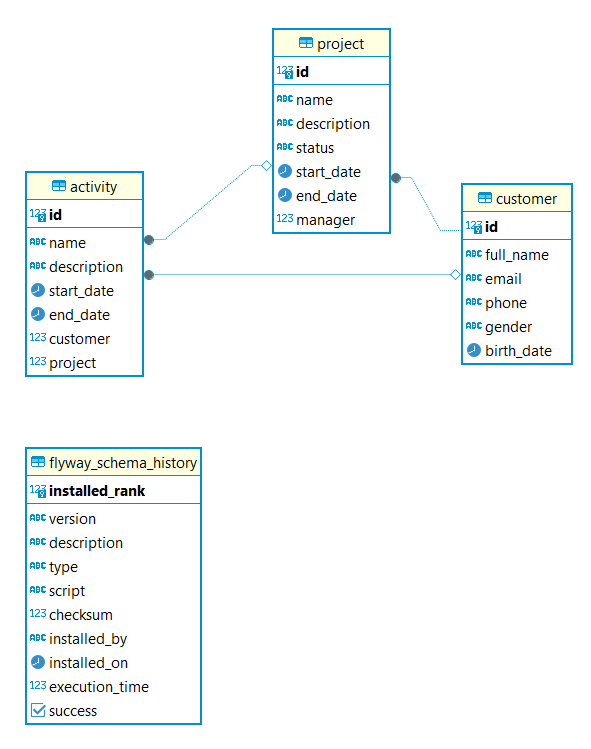 project
123 id
ABC name
ABC description
ABC status
start_date
end_date
123 manager
activity
123 id
ABC name
ABC description
start_date
end_date
123 customer
123 project
customer
123 id
ABC full_name
ABC email
ABC phone
ABC gender
birth_date
flyway_schema_history
123 installed_rank
ABC version
ABC description
ABC type
ABC script
123 checksum
ABC installed_by
installed_on
123 execution_time
success